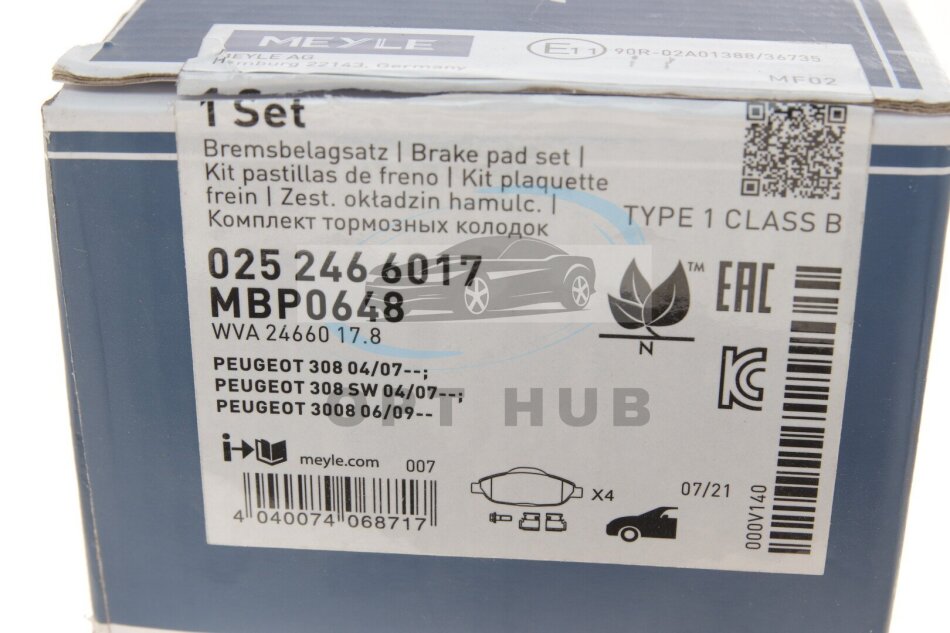 MEYLE
MEYLE AG
Hamburg 22143, Germany
E11 90R-02A01388/36735
MF02
1 Set
Bremsbelagsatz | Brake pad set |
Kit pastillas de freno | Kit plaquette
frein | Zest. okładzin hamulc. |
Комплект тормозных колодок
TYPE 1 CLASS B
025 246 6017
MBP0648
WVA 24660 17.8
TM
N
EAC
PEUGEOT 308 04/07--;
PEUGEOT 308 SW 04/07--;
PEUGEOT 3008 06/09--
OPT HUB
i
meyle.com 007
4 040074 068717
X4
07/21
000V140